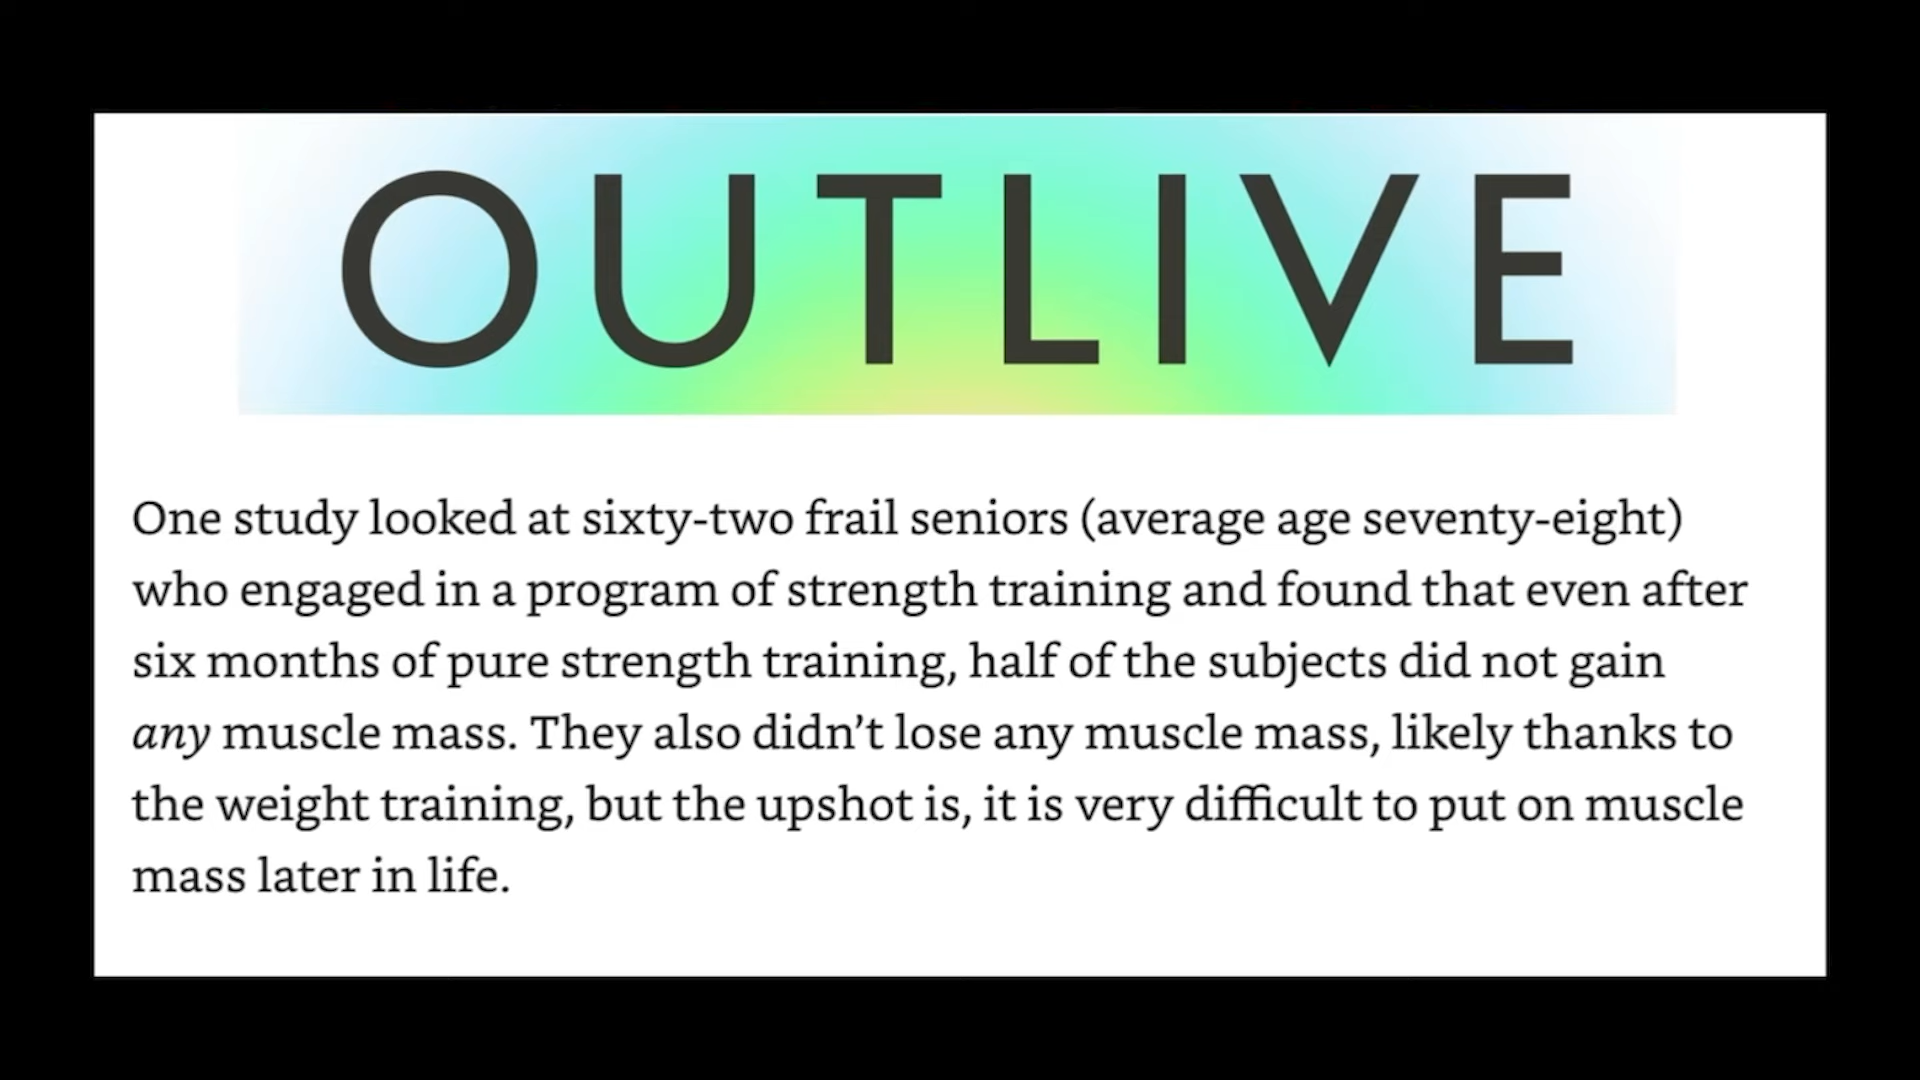 OUTLIVE
One study looked at sixty-two frail seniors (average age seventy-eight)
who engaged in a program of strength training and found that even after
six months of pure strength training, half of the subjects did not gain
any muscle mass. They also didn’t lose any muscle mass, likely thanks to
the weight training, but the upshot is, it is very difficult to put on muscle
mass later in life.